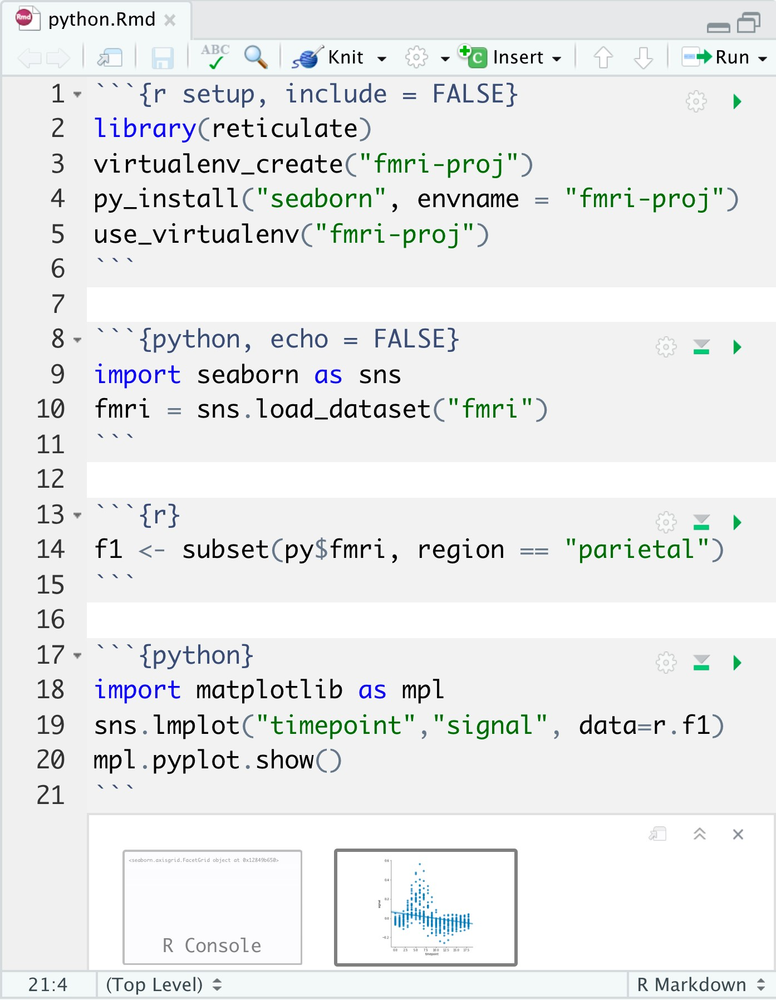 Rmd python.Rmd
ABC Knit C Insert Run
1 ```{r setup, include = FALSE}
2 library(reticulate)
3 virtualenv_create("fmri-proj")
4 py_install("seaborn", envname = "fmri-proj")
5 use_virtualenv("fmri-proj")
6 ```
7
8 ```{python, echo = FALSE}
9 import seaborn as sns
10 fmri = sns.load_dataset("fmri")
11 ```
12
13 ```{r}
14 f1 <- subset(py$fmri, region == "parietal")
15 ```
16
17 ```{python}
18 import matplotlib as mpl
19 sns.lmplot("timepoint","signal", data=r.f1)
20 mpl.pyplot.show()
21 ```
<seaborn.axisgrid.FacetGrid object at 0x12849b650>
R Console
0.6
0.4
0.2
0.0
−0.2
signal
0.0 2.5 5.0 7.5 10.0 12.5 15.0 17.5
timepoint
21:4 (Top Level) R Markdown